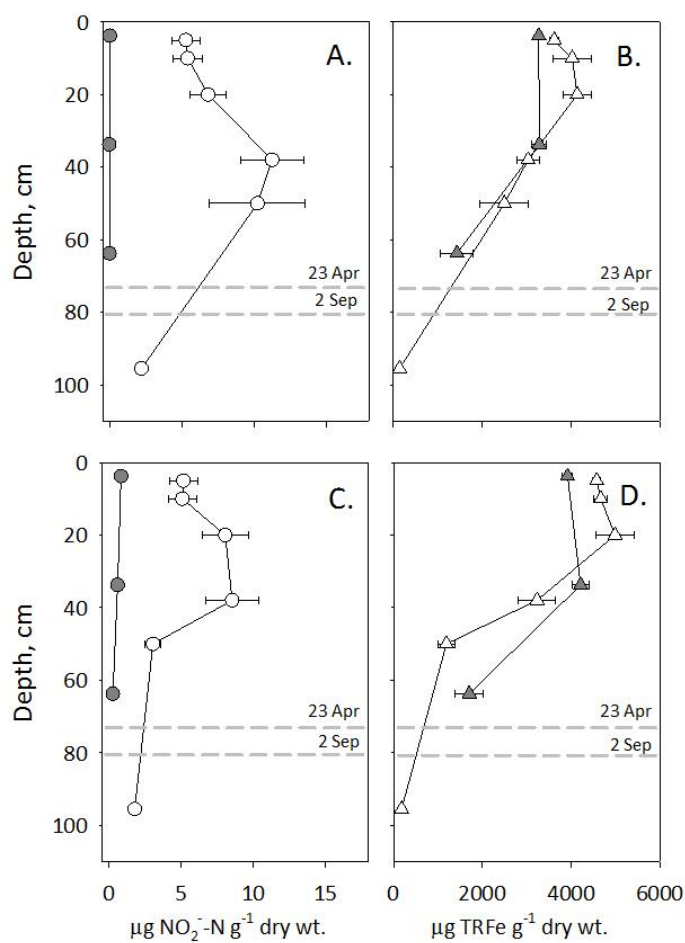 0
20
40
60
80
100
Depth, cm
A.
23 Apr
2 Sep
B.
23 Apr
2 Sep
0
20
40
60
80
100
Depth, cm
C.
23 Apr
2 Sep
D.
23 Apr
2 Sep
0 5 10 15
0 2000 4000 6000
µg NO₂⁻-N g⁻¹ dry wt.
µg TRFe g⁻¹ dry wt.